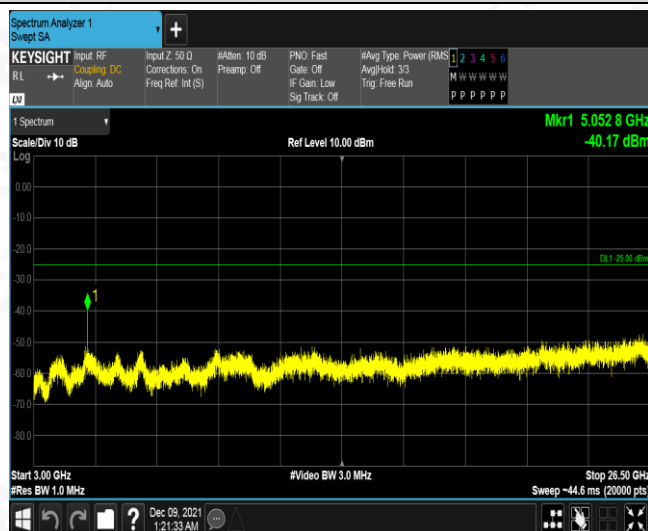 Spectrum Analyzer 1
Swept SA
+
KEYSIGHT Input: RF Input Z: 50 Ω #Atten: 10 dB PNO: Fast #Avg Type: Power (RMS 1 2 3 4 5 6
RL Coupling: DC Corrections: On Preamp: Off Gate: Off Avg|Hold: 3/3 M W W W W W
Align: Auto Freq Ref: Int (S) IF Gain: Low Trig: Free Run
Sig Track: Off P P P P P P
LXI
1 Spectrum Mkr1 5.052 8 GHz
Scale/Div 10 dB Ref Level 10.00 dBm -40.17 dBm
Log
0.00
-10.0
-20.0
DL1 -25.00 dBm
-30.0
1
-40.0
-50.0
-60.0
-70.0
-80.0
Start 3.00 GHz #Video BW 3.0 MHz Stop 26.50 GHz
#Res BW 1.0 MHz Sweep ~44.6 ms (20000 pts)
? Dec 09, 2021
1:21:33 AM